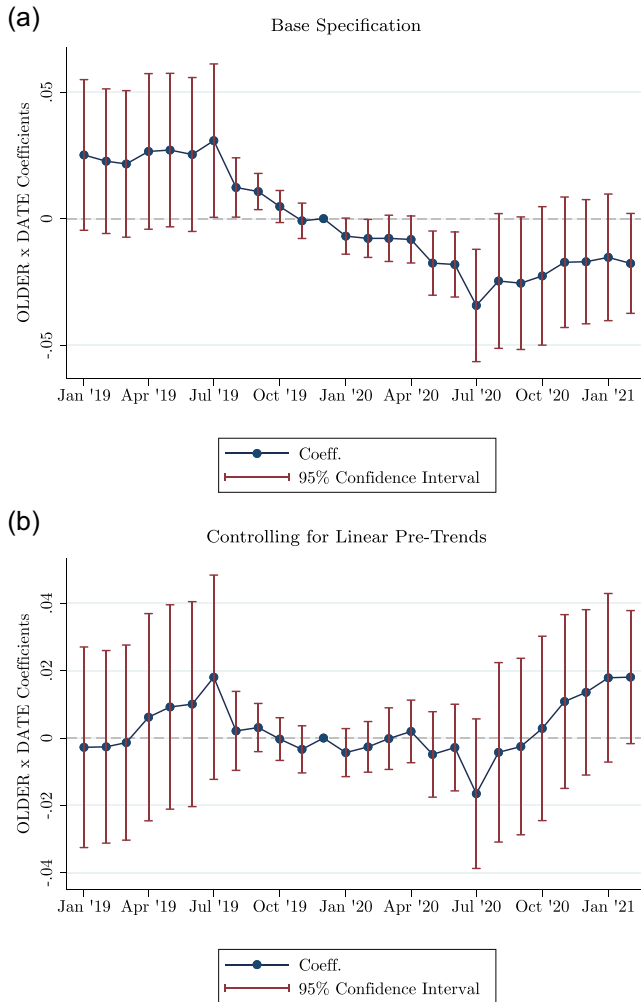 (a)
Base Specification
OLDER x DATE Coefficients
.05
0
-.05
Jan '19 Apr '19 Jul '19 Oct '19 Jan '20 Apr '20 Jul '20 Oct '20 Jan '21
Coeff.
95% Confidence Interval
(b)
Controlling for Linear Pre-Trends
OLDER x DATE Coefficients
.04
.02
0
-.02
-.04
Jan '19 Apr '19 Jul '19 Oct '19 Jan '20 Apr '20 Jul '20 Oct '20 Jan '21
Coeff.
95% Confidence Interval